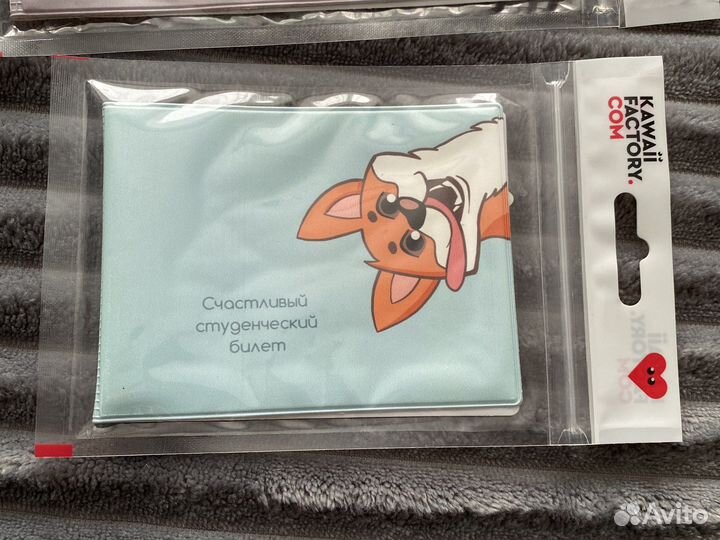 Счастливый
студенческий
билет
KAWAII
FACTORY.
COM
Avito